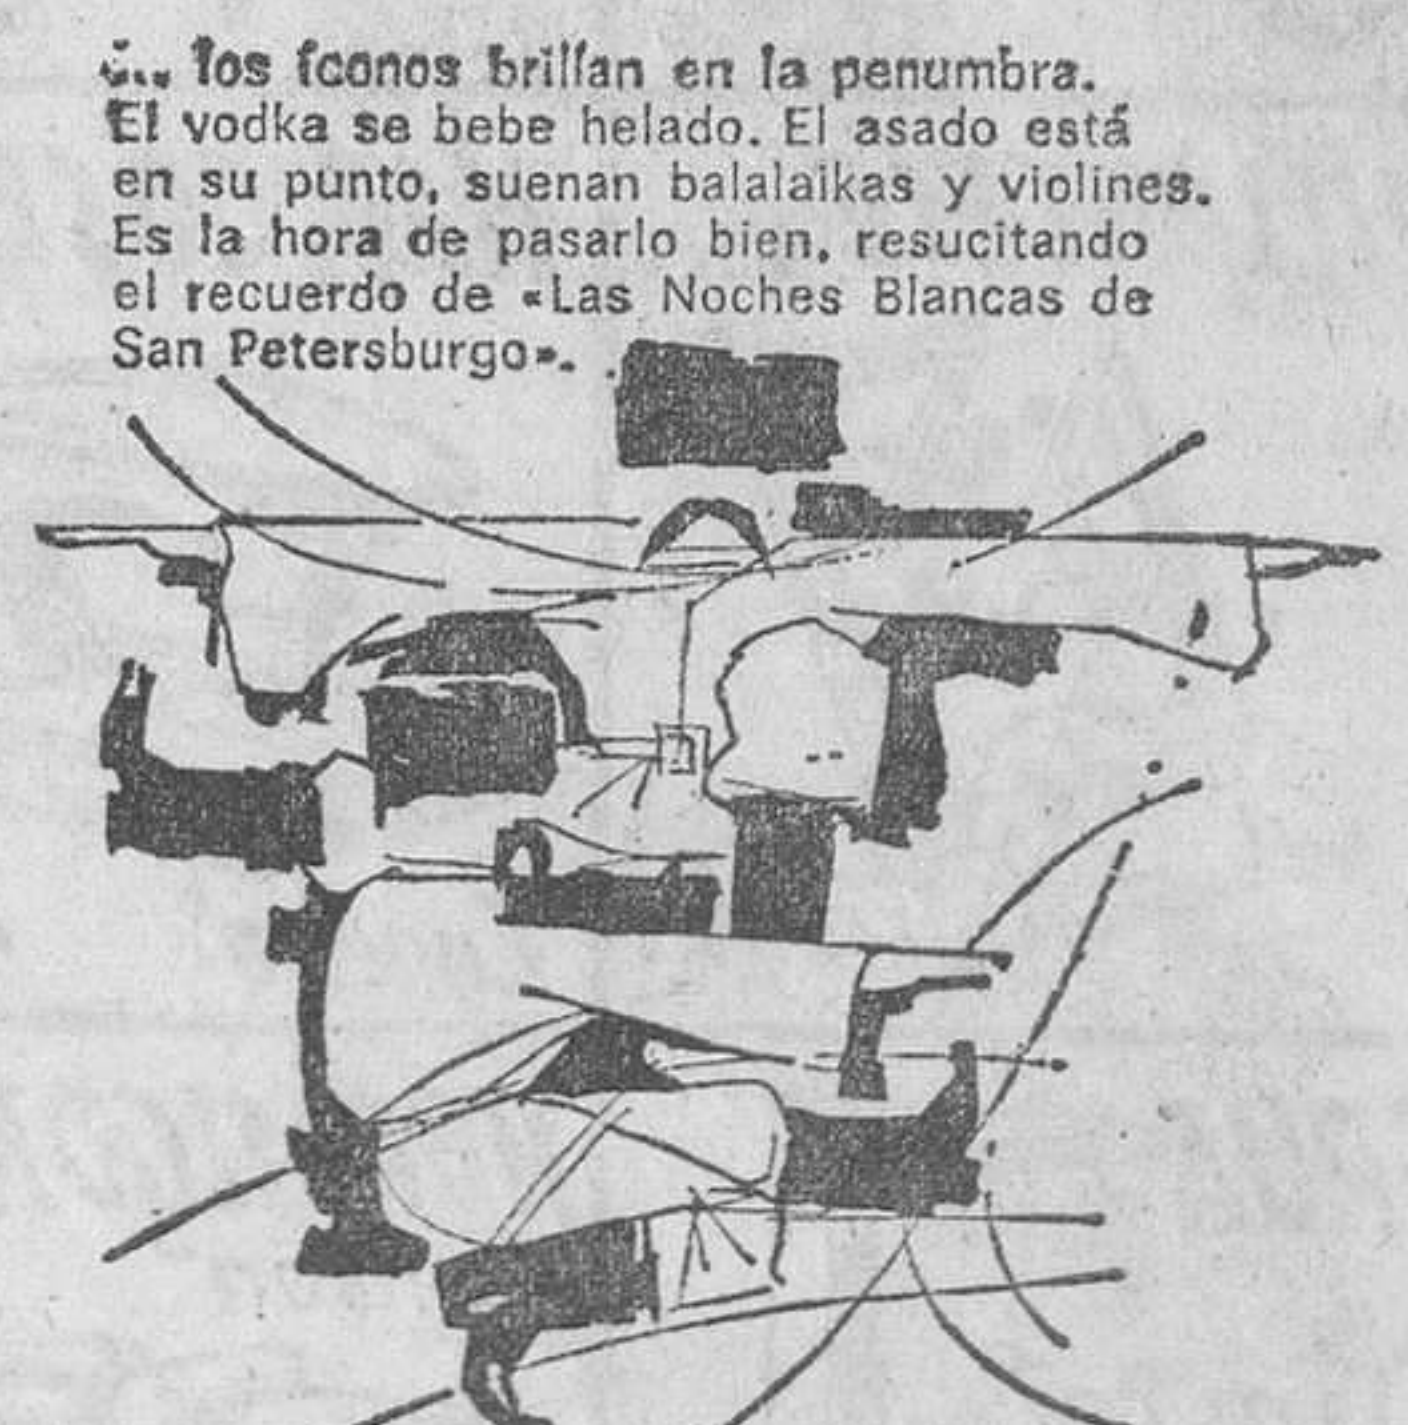 ... los iconos brillan en la penumbra.
El vodka se bebe helado. El asado está
en su punto, suenan balalaikas y violines.
Es la hora de pasarlo bien, resucitando
el recuerdo de «Las Noches Blancas de
San Petersburgo».